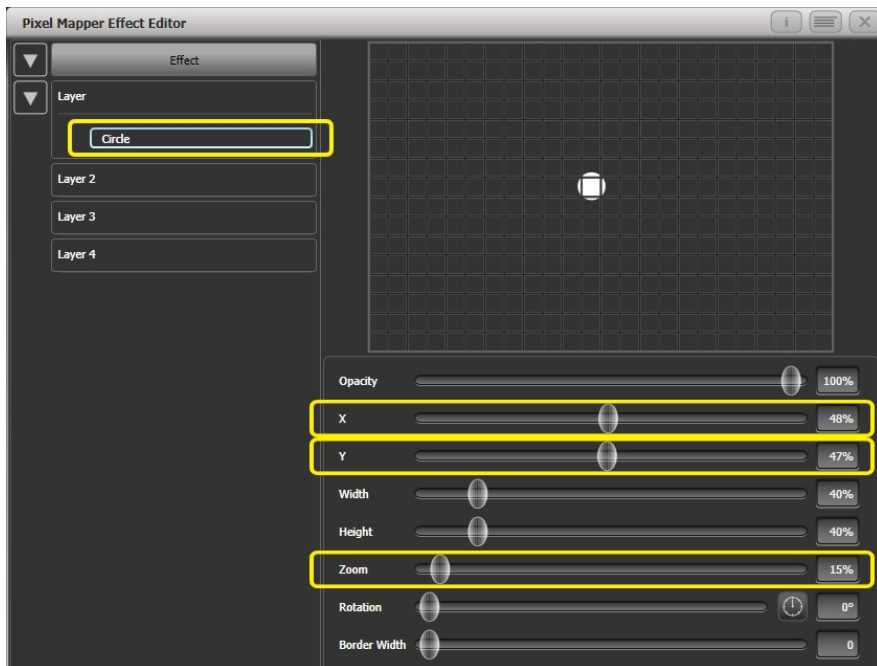 Pixel Mapper Effect Editor
i
Effect
Layer
Circle
Layer 2
Layer 3
Layer 4
Opacity 100%
X 48%
Y 47%
Width 40%
Height 40%
Zoom 15%
Rotation 0°
Border Width 0